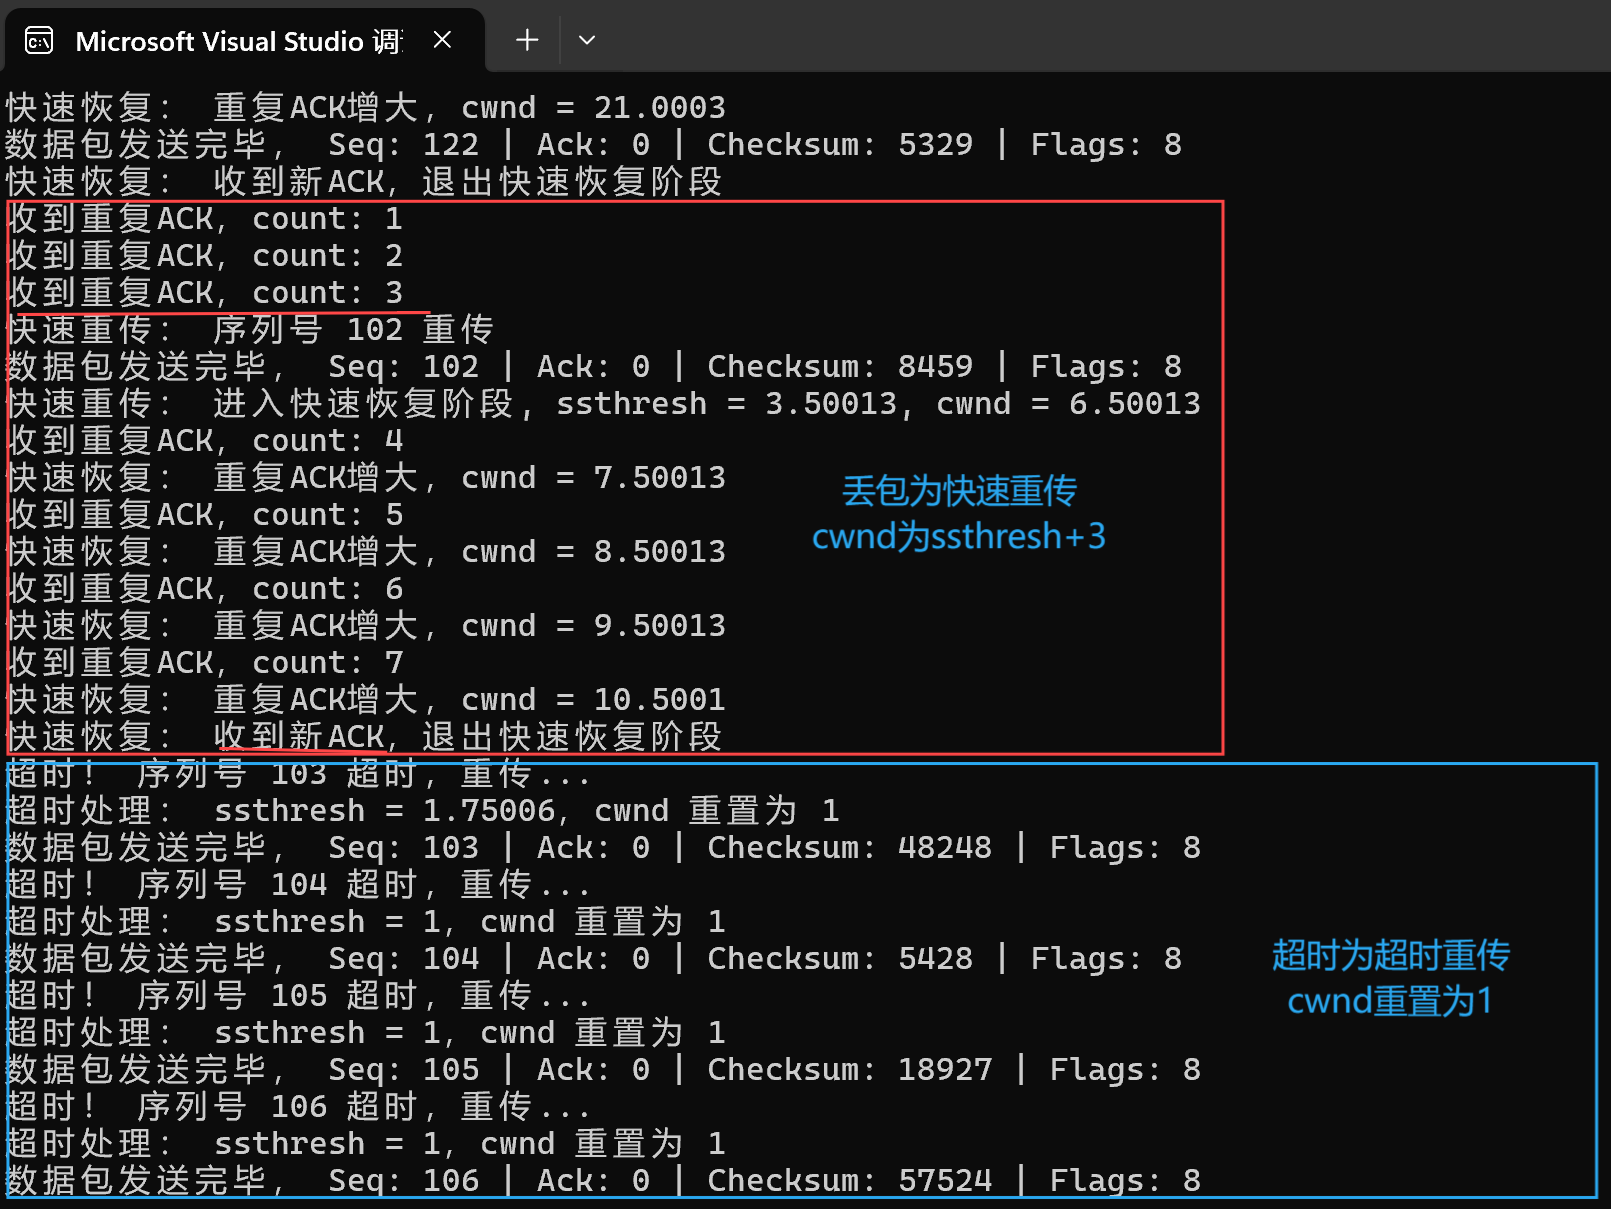 Microsoft Visual Studio 调
快速恢复： 重复ACK增大, cwnd = 21.0003
数据包发送完毕， Seq: 122 | Ack: 0 | Checksum: 5329 | Flags: 8
快速恢复： 收到新ACK, 退出快速恢复阶段
收到重复ACK, count: 1
收到重复ACK, count: 2
收到重复ACK, count: 3
快速重传： 序列号 102 重传
数据包发送完毕， Seq: 102 | Ack: 0 | Checksum: 8459 | Flags: 8
快速重传： 进入快速恢复阶段, ssthresh = 3.50013, cwnd = 6.50013
收到重复ACK, count: 4
快速恢复： 重复ACK增大, cwnd = 7.50013
收到重复ACK, count: 5
快速恢复： 重复ACK增大, cwnd = 8.50013
收到重复ACK, count: 6
快速恢复： 重复ACK增大, cwnd = 9.50013
收到重复ACK, count: 7
快速恢复： 重复ACK增大, cwnd = 10.5001
快速恢复： 收到新ACK, 退出快速恢复阶段
丢包为快速重传
cwnd为ssthresh+3
超时！ 序列号 103 超时, 重传...
超时处理： ssthresh = 1.75006, cwnd 重置为 1
数据包发送完毕， Seq: 103 | Ack: 0 | Checksum: 48248 | Flags: 8
超时！ 序列号 104 超时, 重传...
超时处理： ssthresh = 1, cwnd 重置为 1
数据包发送完毕， Seq: 104 | Ack: 0 | Checksum: 5428 | Flags: 8
超时！ 序列号 105 超时, 重传...
超时处理： ssthresh = 1, cwnd 重置为 1
数据包发送完毕， Seq: 105 | Ack: 0 | Checksum: 18927 | Flags: 8
超时！ 序列号 106 超时, 重传...
超时处理： ssthresh = 1, cwnd 重置为 1
数据包发送完毕， Seq: 106 | Ack: 0 | Checksum: 57524 | Flags: 8
超时为超时重传
cwnd重置为1